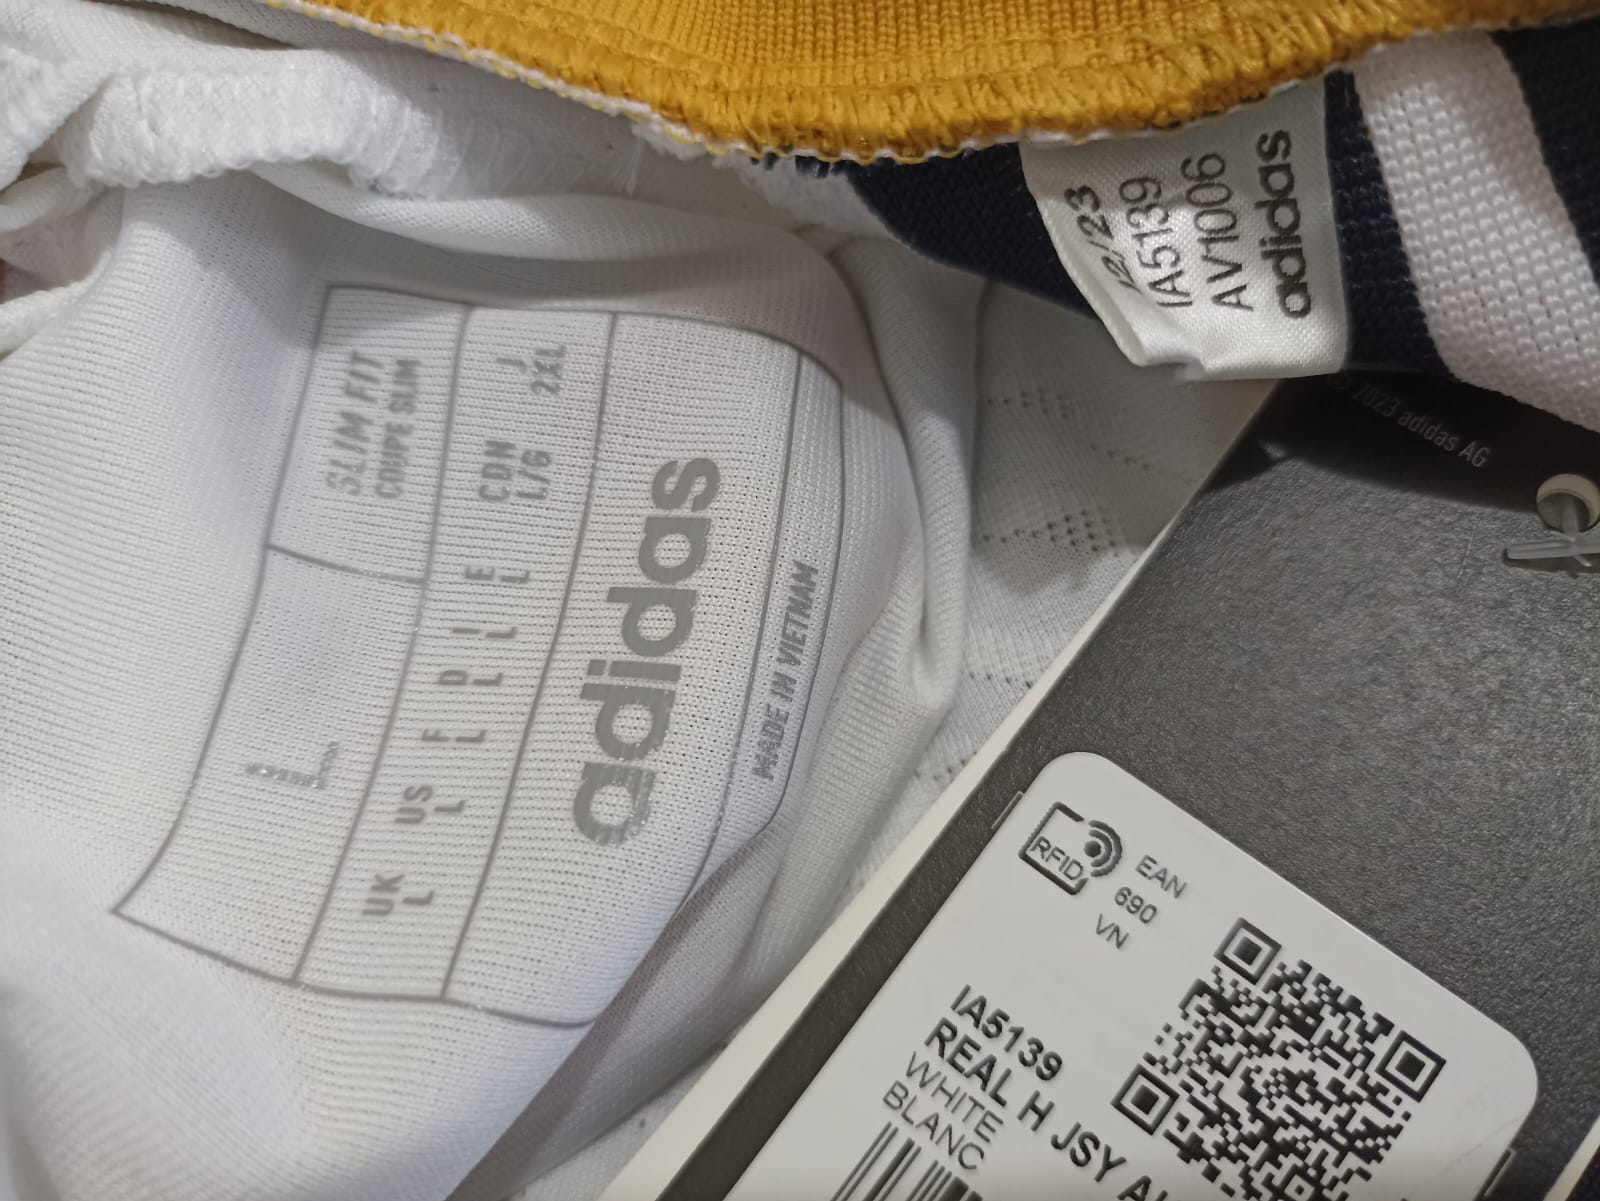 SLIM FIT
COUPE SLIM
L
UK US F D I E CDN J
L L L L L L L/G 2XL
adidas
MADE IN VIETNAM
12/23
IA5139
AV1006
adidas
© 2023 adidas AG
RFID
EAN
690
VN
IA5139
REAL H JSY
WHITE
BLANC